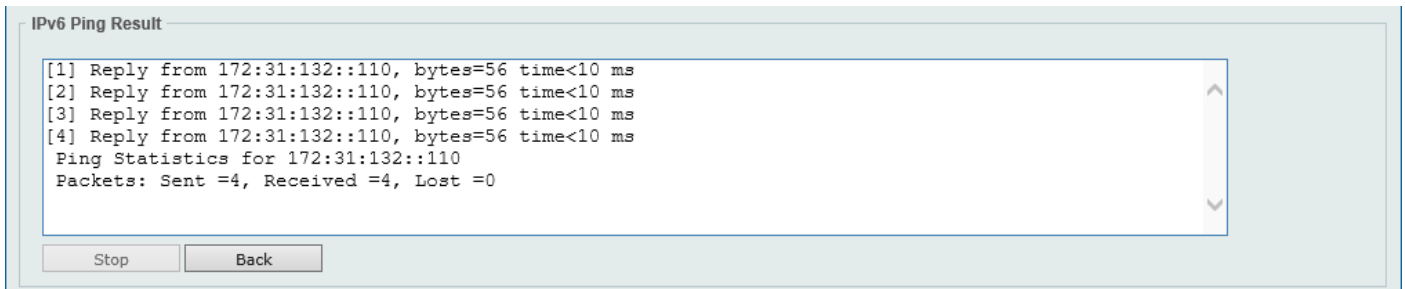 IPv6 Ping Result
[1] Reply from 172:31:132::110, bytes=56 time<10 ms
[2] Reply from 172:31:132::110, bytes=56 time<10 ms
[3] Reply from 172:31:132::110, bytes=56 time<10 ms
[4] Reply from 172:31:132::110, bytes=56 time<10 ms
Ping Statistics for 172:31:132::110
Packets: Sent =4, Received =4, Lost =0
Stop Back